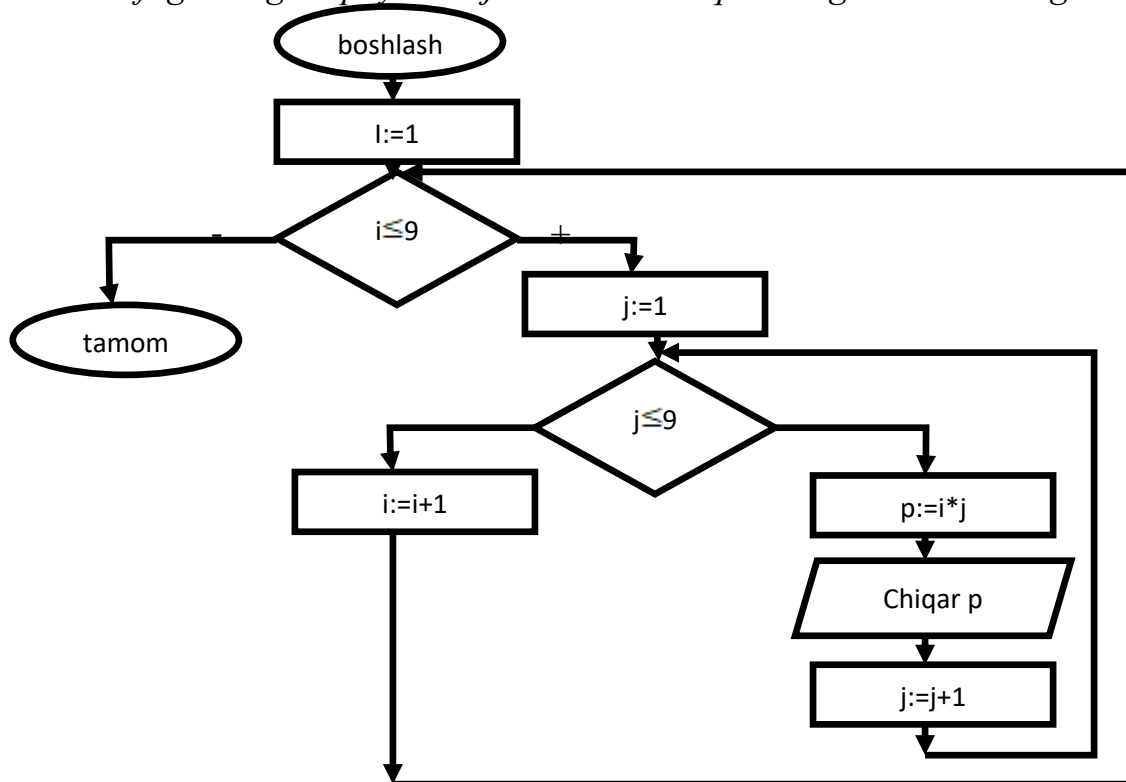 boshlash
I:=1
i≤9
-
+
j:=1
tamom
j≤9
i:=i+1
p:=i*j
Chiqar p
j:=j+1